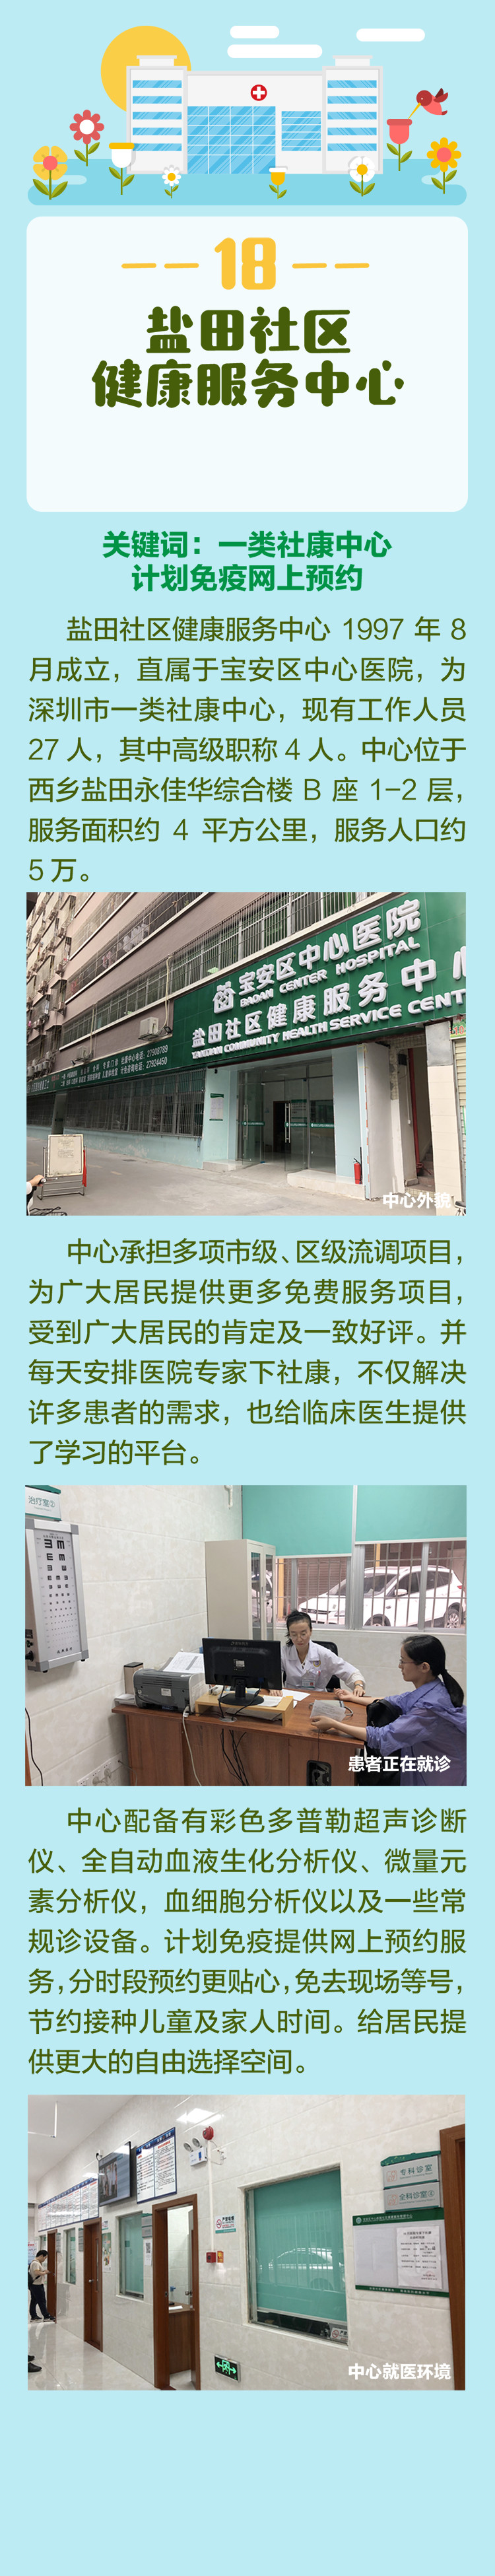 18
盐田社区
健康服务中心
关键词：一类社康中心
计划免疫网上预约
盐田社区健康服务中心 1997 年 8
月成立，直属于宝安区中心医院，为
深圳市一类社康中心，现有工作人员
27 人，其中高级职称 4 人。中心位于
西乡盐田永佳华综合楼 B 座 1-2 层，
服务面积约 4 平方公里，服务人口约
5 万。
宝安区中心医院
BAOAN CENTER HOSPITAL
盐田社区健康服务中心
YANTIAN COMMUNITY HEALTH SERVICE CENT
27908789
27924450
中心外貌
中心承担多项市级、区级流调项目，
为广大居民提供更多免费服务项目，
受到广大居民的肯定及一致好评。并
每天安排医院专家下社康，不仅解决
许多患者的需求，也给临床医生提供
了学习的平台。
治疗室②
患者正在就诊
中心配备有彩色多普勒超声诊断
仪、全自动血液生化分析仪、微量元
素分析仪，血细胞分析仪以及一些常
规诊设备。计划免疫提供网上预约服
务，分时段预约更贴心，免去现场等号，
节约接种儿童及家人时间。给居民提
供更大的自由选择空间。
专科诊室
全科诊室
中心就医环境